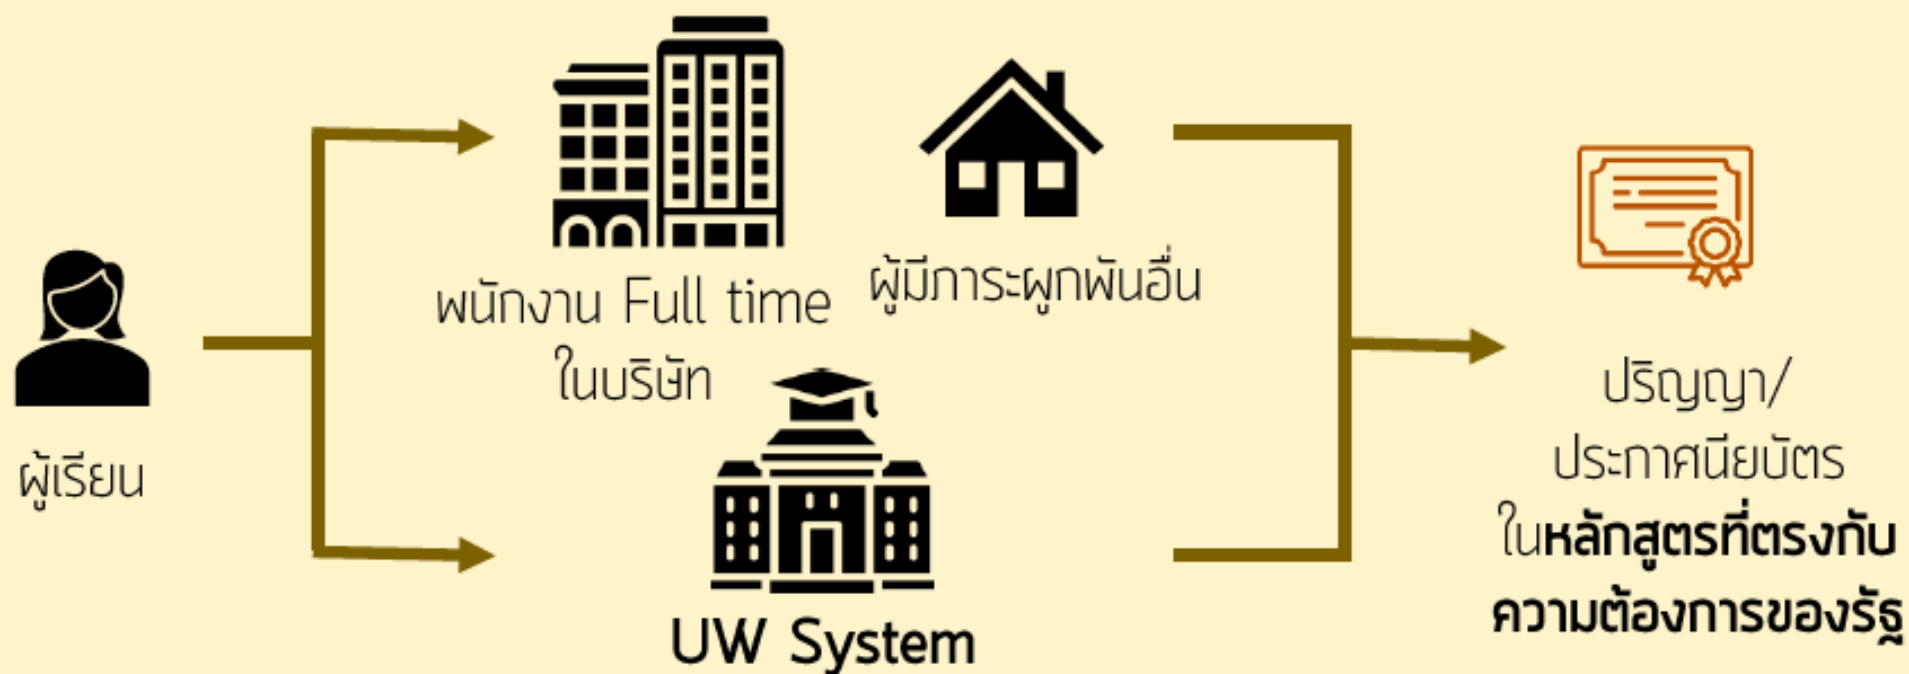 ผู้เรียน
พนักงาน Full time
ในบริษัท
ผู้มีภาระผูกพันอื่น
UW System
ปริญญา/
ประกาศนียบัตร
ในหลักสูตรที่ตรงกับ
ความต้องการของรัฐ